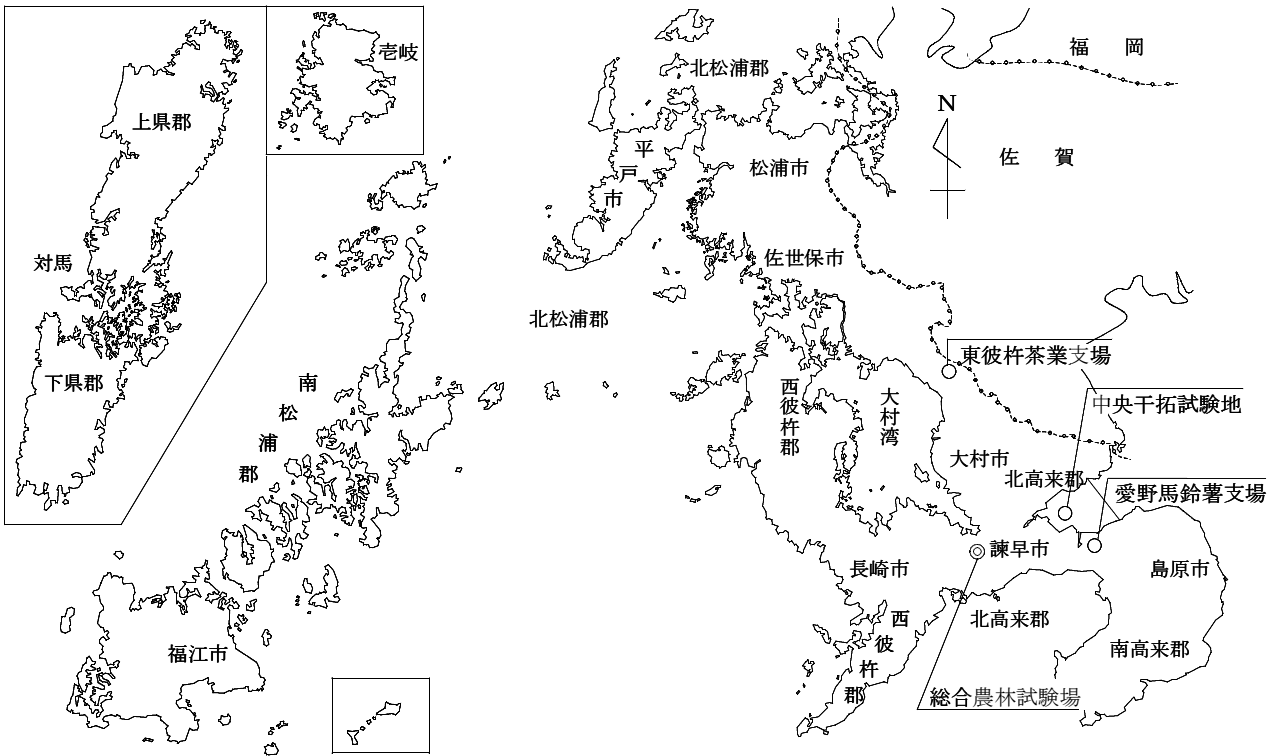 壱岐
上県郡
対馬
下県郡
北松浦郡
平戸市
松浦市
佐世保市
北松浦郡
福岡
N
佐賀
東彼杵茶業支場
中央干拓試験地
愛野馬鈴薯支場
西彼杵郡
大村湾
大村市
北高来郡
諫早市
長崎市
島原市
北高来郡
南高来郡
西彼杵郡
総合農林試験場
南松浦郡
福江市